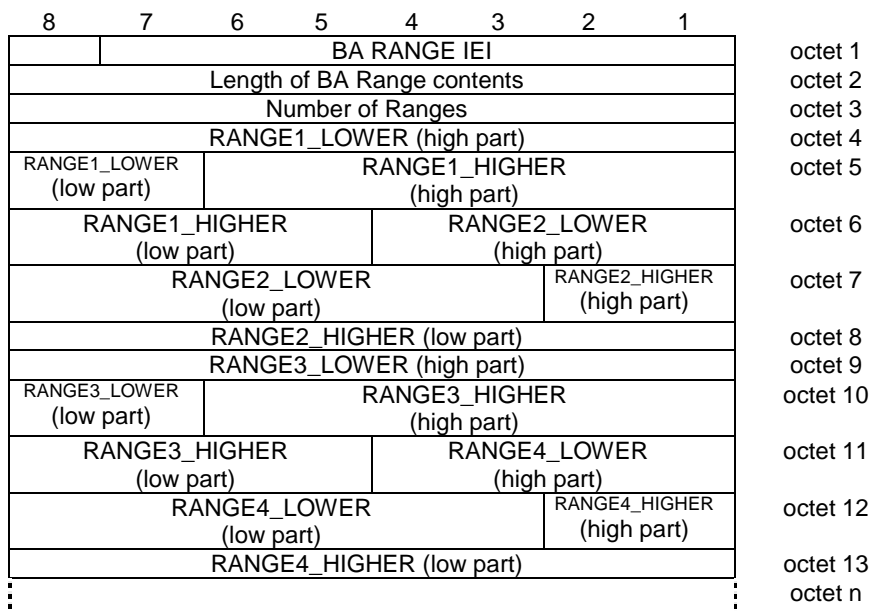 8 7 6 5 4 3 2 1
BA RANGE IEI octet 1
Length of BA Range contents octet 2
Number of Ranges octet 3
RANGE1_LOWER (high part) octet 4
RANGE1_LOWER RANGE1_HIGHER octet 5
(low part) (high part)
RANGE1_HIGHER RANGE2_LOWER octet 6
(low part) (high part)
RANGE2_LOWER RANGE2_HIGHER octet 7
(low part) (high part)
RANGE2_HIGHER (low part) octet 8
RANGE3_LOWER (high part) octet 9
RANGE3_LOWER RANGE3_HIGHER octet 10
(low part) (high part)
RANGE3_HIGHER RANGE4_LOWER octet 11
(low part) (high part)
RANGE4_LOWER RANGE4_HIGHER octet 12
(low part) (high part)
RANGE4_HIGHER (low part) octet 13
octet n